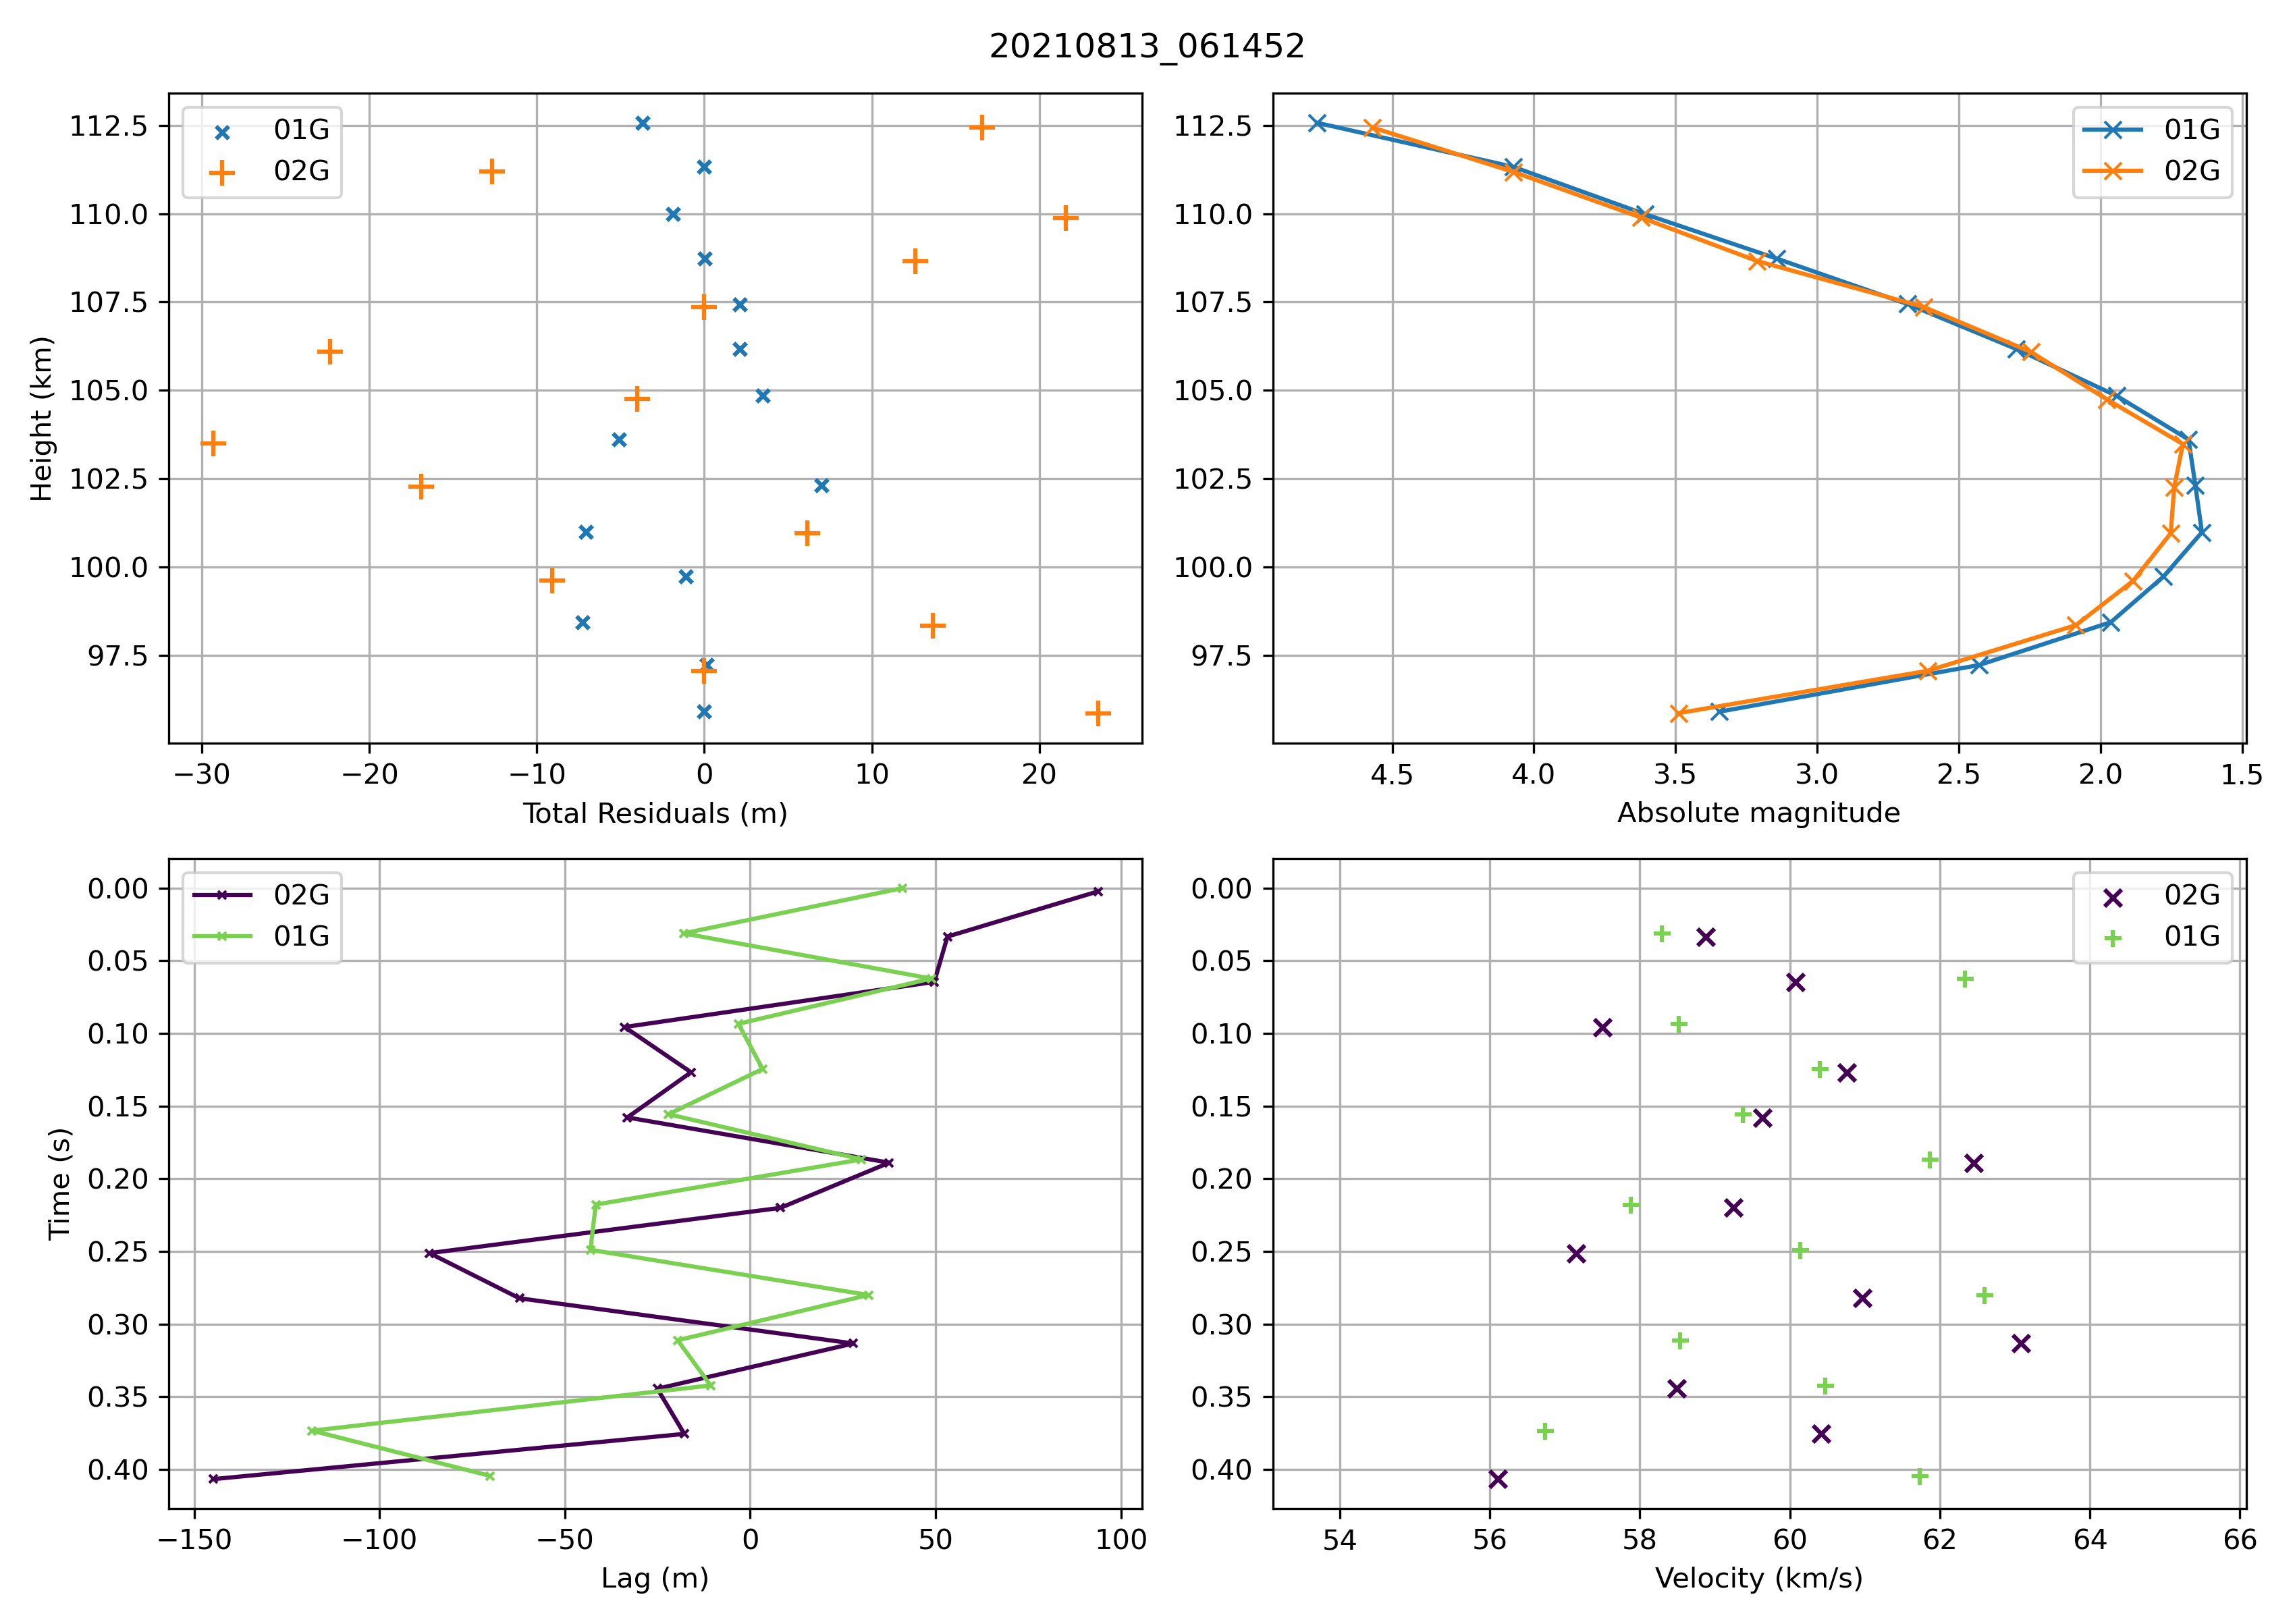 20210813_061452
01G
02G
112.5
110.0
107.5
105.0
102.5
100.0
97.5
Height (km)
−30 −20 −10 0 10 20
Total Residuals (m)
01G
02G
112.5
110.0
107.5
105.0
102.5
100.0
97.5
4.5 4.0 3.5 3.0 2.5 2.0 1.5
Absolute magnitude
02G
01G
0.00
0.05
0.10
0.15
0.20
0.25
0.30
0.35
0.40
Time (s)
−150 −100 −50 0 50 100
Lag (m)
02G
01G
0.00
0.05
0.10
0.15
0.20
0.25
0.30
0.35
0.40
54 56 58 60 62 64 66
Velocity (km/s)